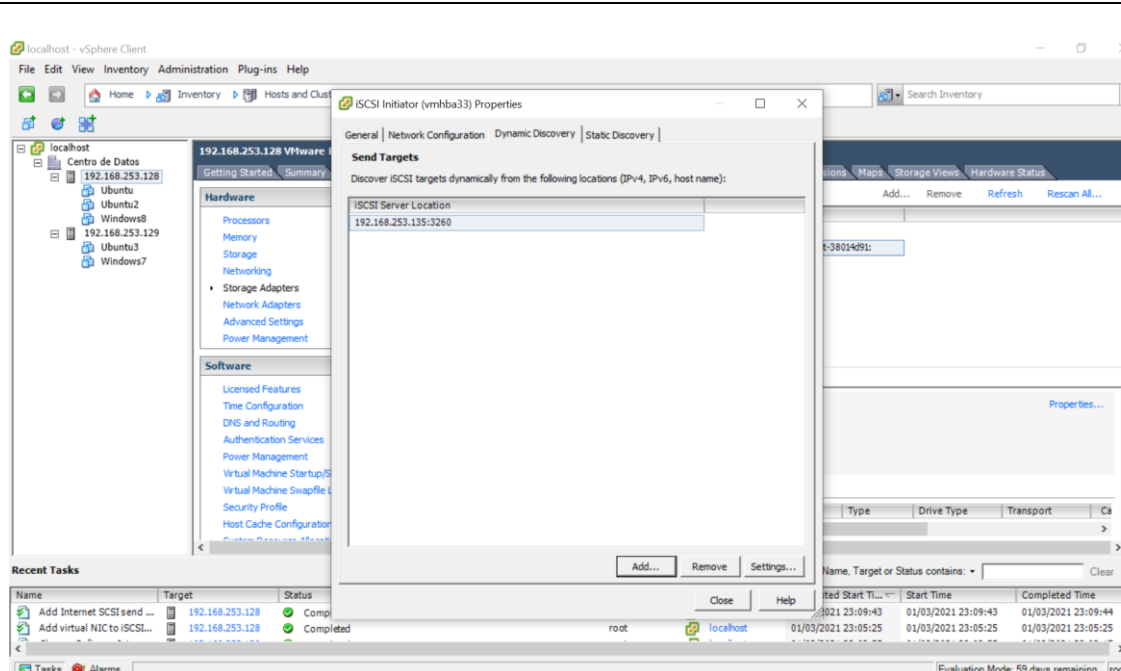 localhost - vSphere Client
File Edit View Inventory Administration Plug-ins Help
Home Inventory Hosts and Clust
Search Inventory
localhost
Centro de Datos
192.168.253.128
Ubuntu
Ubuntu2
Windows8
192.168.253.129
Ubuntu3
Windows7
192.168.253.128 VMware
Getting Started Summary
Hardware
Processors
Memory
Storage
Networking
Storage Adapters
Network Adapters
Advanced Settings
Power Management
Software
Licensed Features
Time Configuration
DNS and Routing
Authentication Services
Power Management
Virtual Machine Startup/S
Virtual Machine Swapfile L
Security Profile
Host Cache Configuration
iSCSI Initiator (vmhba33) Properties
General Network Configuration Dynamic Discovery Static Discovery
Send Targets
Discover iSCSI targets dynamically from the following locations (IPv4, IPv6, host name):
iSCSI Server Location
192.168.253.135:3260
Add... Remove Settings...
Close Help
sions Maps Storage Views Hardware Status
Add... Remove Refresh Rescan All...
t-38014d91:
Properties...
Type Drive Type Transport Ca
Recent Tasks
Name, Target or Status contains: Clear
Name Target Status ted Start Ti... Start Time Completed Time
Add Internet SCSI send ... 192.168.253.128 Comp 2021 23:09:43 01/03/2021 23:09:43 01/03/2021 23:09:44
Add virtual NIC to iSCSI... 192.168.253.128 Completed root localhost 01/03/2021 23:05:25 01/03/2021 23:05:25 01/03/2021 23:05:25
Tasks Alarms Evaluation Mode: 59 days remaining